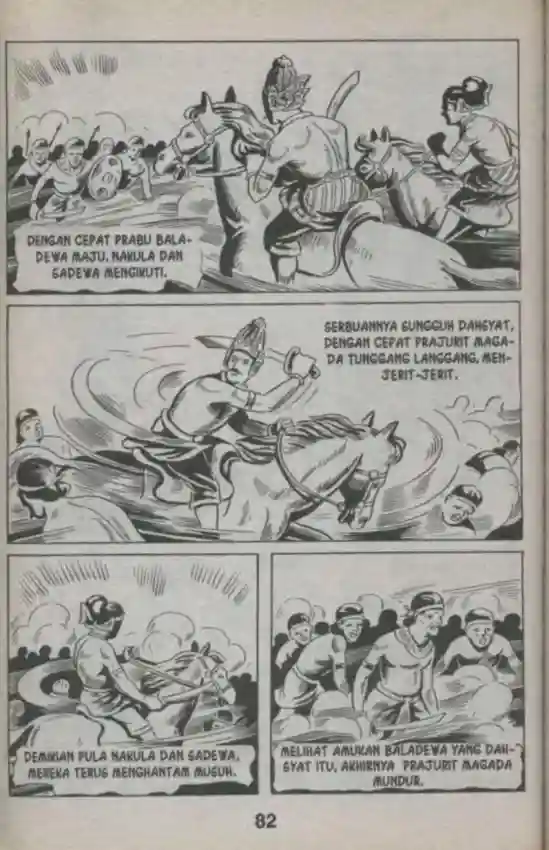 DENGAN CEPAT PRABU BALA-
DEWA MAJU, NAKULA DAN
SADEWA MENGIKUTI.
SERBUANNYA SUNGGUH DAHSYAT,
DENGAN CEPAT PRAJURIT MAGA-
DA TUNGGANG LANGGANG, MEN-
JERIT-JERIT.
DEMIKIAN PULA NAKULA DAN SADEWA,
MEREKA TERUS MENGHANTAM MUSUH.
MELIHAT AMUKAN BALADEWA YANG DAH-
SYAT ITU, AKHIRNYA PRAJURIT MAGADA
MUNDUR.
82